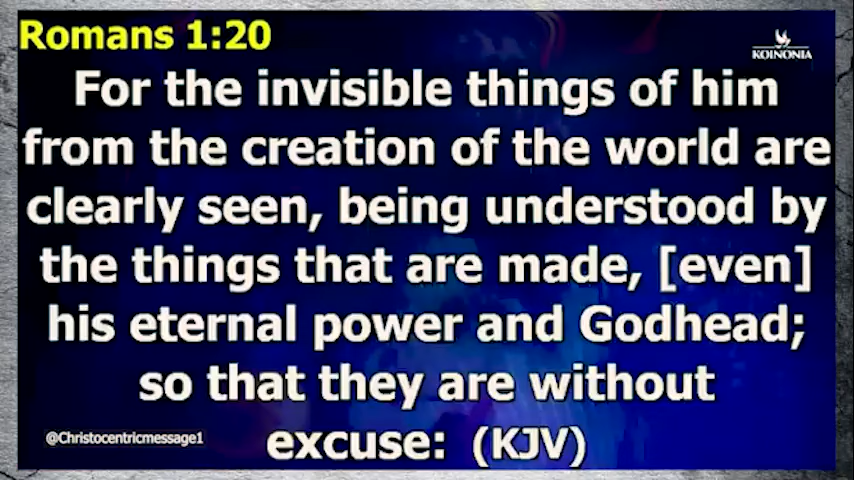 Romans 1:20
KOINONIA
For the invisible things of him
from the creation of the world are
clearly seen, being understood by
the things that are made, [even]
his eternal power and Godhead;
so that they are without
excuse: (KJV)
@Christocentricmessage1